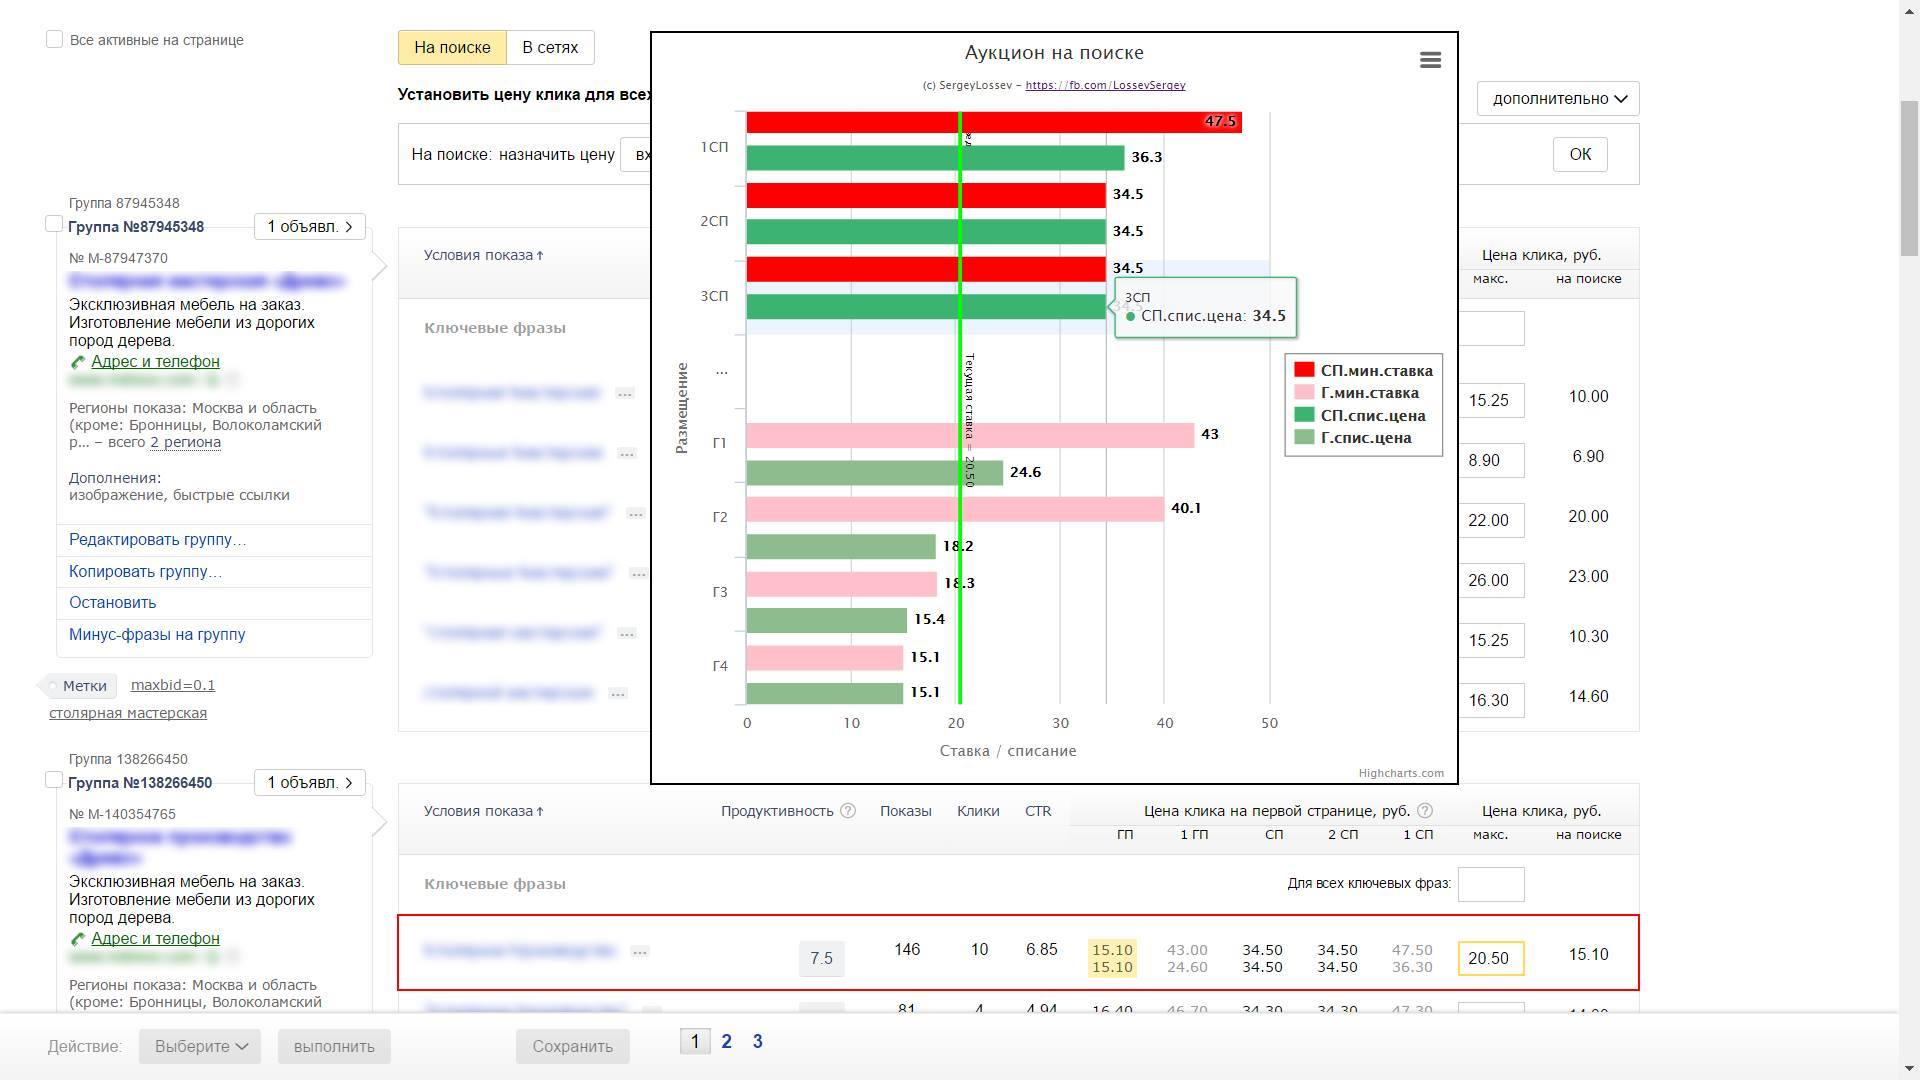 Все активные на странице
На поиске
В сетях
Установить цену клика для всех
дополнительно
На поиске: назначить цену
ОК
Группа 87945348
Группа №87945348
1 объявл.
№ M-87947370
Эксклюзивная мебель на заказ.
Изготовление мебели из дорогих
пород дерева.
Адрес и телефон
Регионы показа: Москва и область
(кроме: Бронницы, Волоколамский
р... – всего 2 региона
Дополнения:
изображение, быстрые ссылки
Редактировать группу...
Копировать группу...
Остановить
Минус-фразы на группу
Метки
maxbid=0.1
столярная мастерская
Условия показа↑
Ключевые фразы
...
...
...
...
...
...
Аукцион на поиске
(c) SergeyLossev – https://fb.com/LossevSergey
1СП
47.5
36.3
2СП
34.5
34.5
3СП
34.5
3СП
СП.спис.цена: 34.5
...
Г1
43
24.6
Г2
40.1
18.2
Г3
18.3
15.4
Г4
15.1
15.1
Размещение
Текущая ставка = 20.50
0 10 20 30 40 50
Ставка / списание
СП.мин.ставка
Г.мин.ставка
СП.спис.цена
Г.спис.цена
Highcharts.com
Цена клика, руб.
макс. на поиске
15.25 10.00
8.90 6.90
22.00 20.00
26.00 23.00
15.25 10.30
16.30 14.60
Группа 138266450
Группа №138266450
1 объявл.
№ M-140354765
Эксклюзивная мебель на заказ.
Изготовление мебели из дорогих
пород дерева.
Адрес и телефон
Регионы показа: Москва и область
(кроме: Бронницы, Волоколамский
Условия показа↑
Продуктивность ?
Показы
Клики
CTR
Цена клика на первой странице, руб. ?
Цена клика, руб.
ГП 1 ГП СП 2 СП 1 СП макс. на поиске
Ключевые фразы
Для всех ключевых фраз:
... 7.5 146 10 6.85 15.10 43.00 34.50 34.50 47.50 20.50 15.10
15.10 24.60 34.50 34.50 36.30
81 4 4.94 16.40 46.70 34.30 34.30 47.30
Действие:
Выберите
выполнить
Сохранить
1 2 3